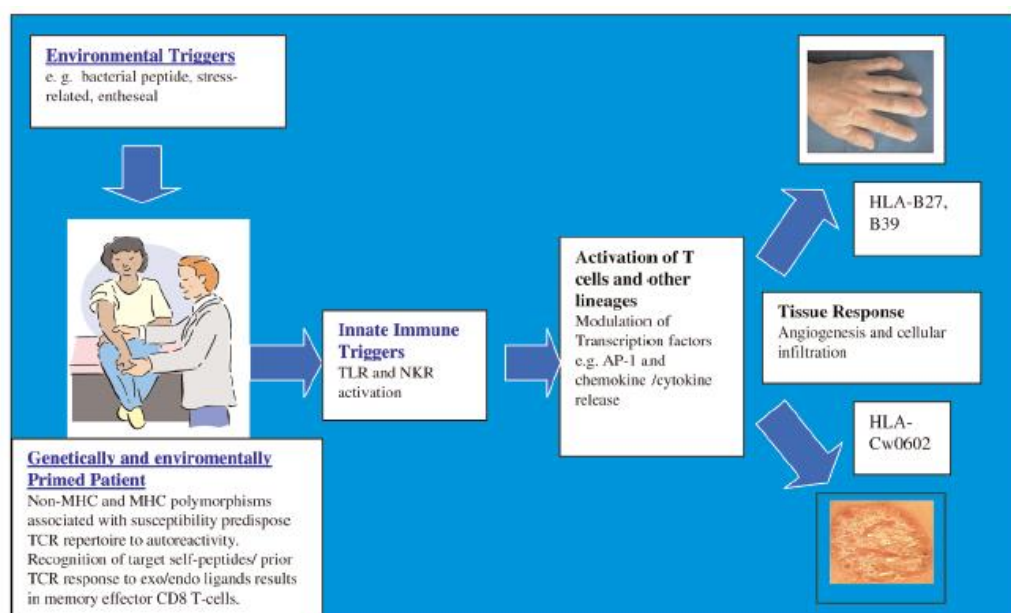 Environmental Triggers
e. g. bacterial peptide, stress-
related, entheseal
Genetically and enviromentally
Primed Patient
Non-MHC and MHC polymorphisms
associated with susceptibility predispose
TCR repertoire to autoreactivity.
Recognition of target self-peptides/ prior
TCR response to exo/endo ligands results
in memory effector CD8 T-cells.
Innate Immune
Triggers
TLR and NKR
activation
Activation of T
cells and other
lineages
Modulation of
Transcription factors
e.g. AP-1 and
chemokine /cytokine
release
HLA-B27,
B39
Tissue Response
Angiogenesis and cellular
infiltration
HLA-
Cw0602